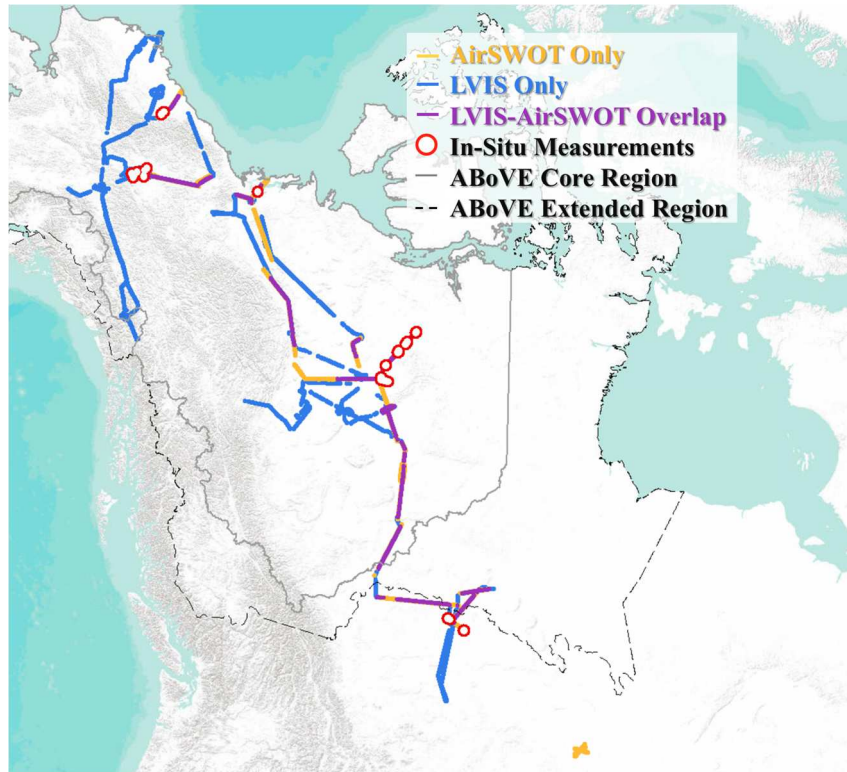 AirSWOT Only
LVIS Only
LVIS-AirSWOT Overlap
In-Situ Measurements
ABoVE Core Region
ABoVE Extended Region